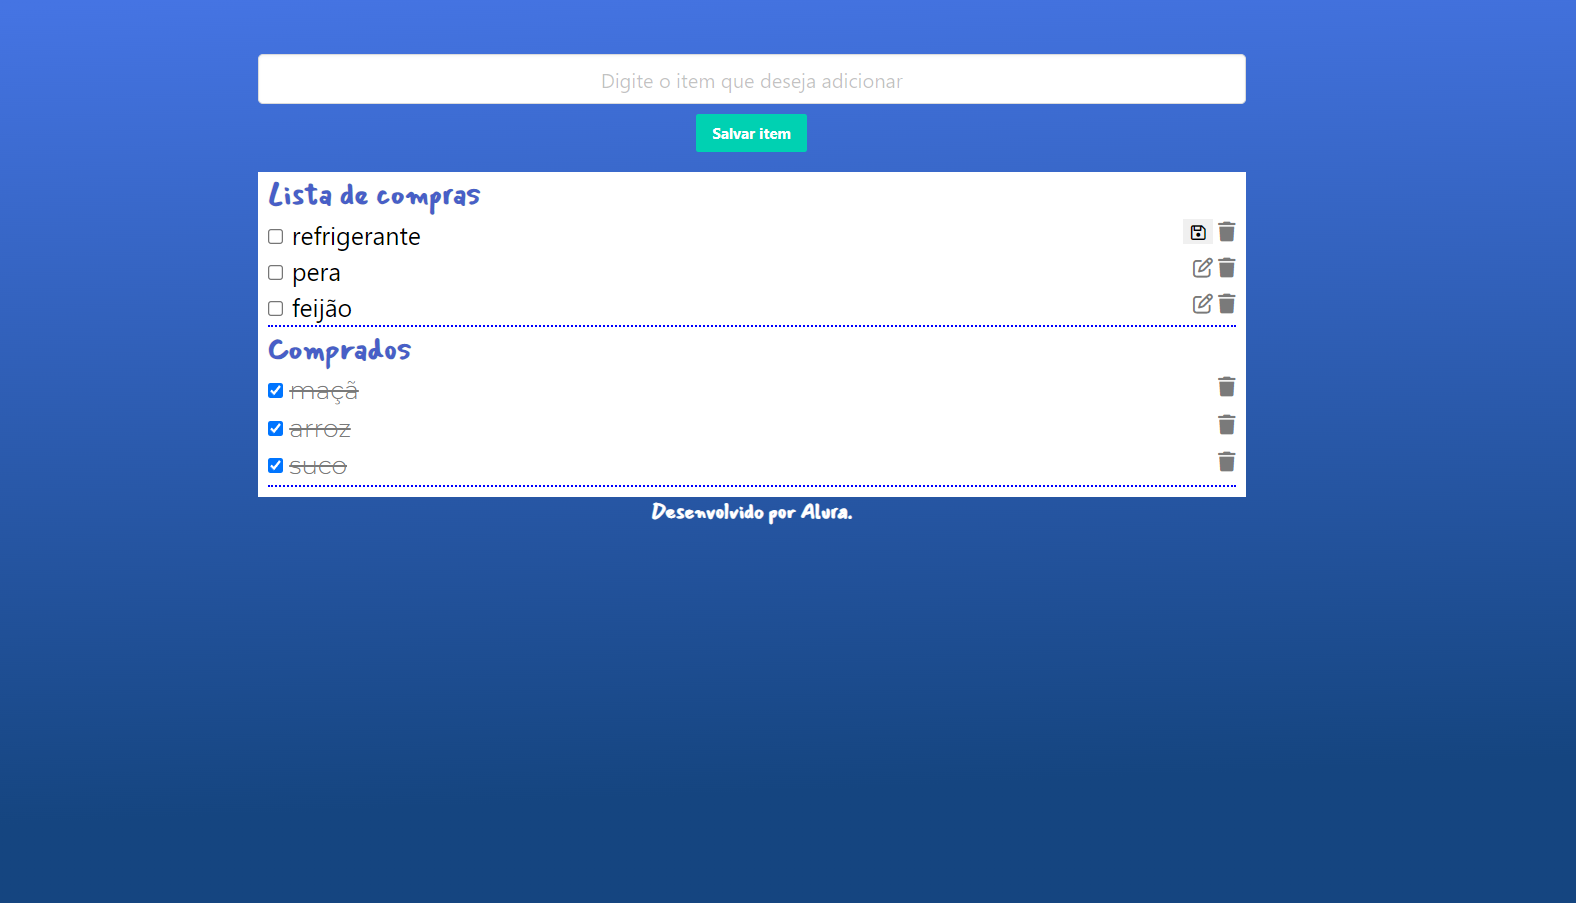 Digite o item que deseja adicionar
Salvar item
Lista de compras
refrigerante
pera
feijão
Comprados
maçã
arroz
suco
Desenvolvido por Alura.